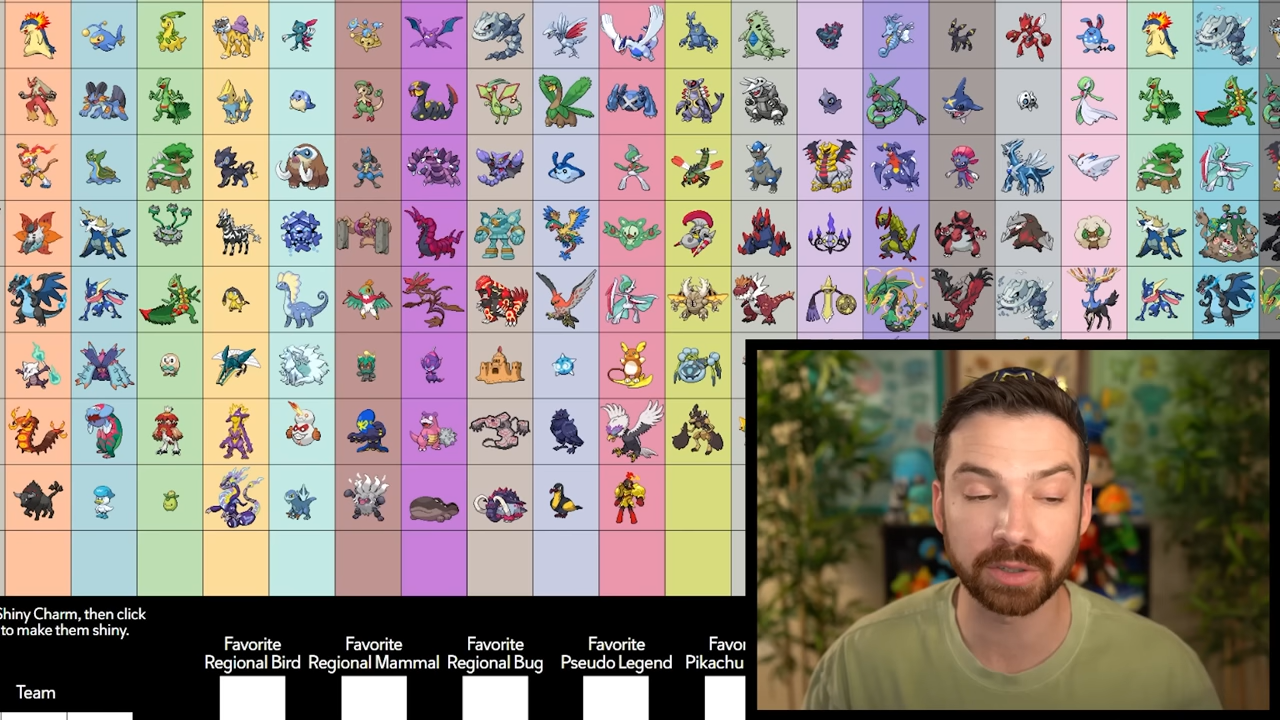 Shiny Charm, then click
to make them shiny.
Team
Favorite
Regional Bird
Favorite
Regional Mammal
Favorite
Regional Bug
Favorite
Pseudo Legend
Favor
Pikachu